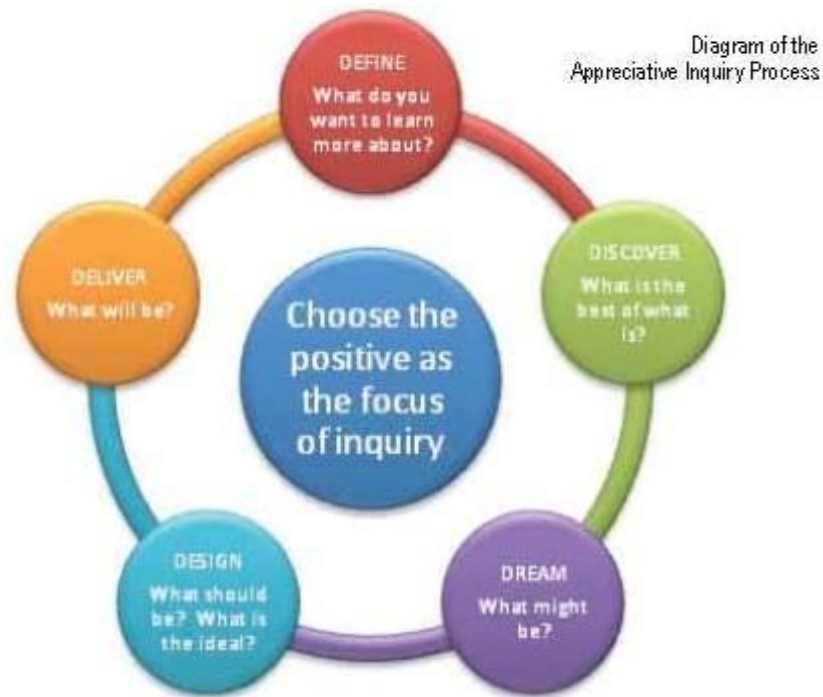 Diagram of the
Appreciative Inquiry Process
DEFINE
What do you
want to learn
more about?
DISCOVER
What is the
best of what
is?
DREAM
What might
be?
DESIGN
What should
be? What is
the ideal?
DELIVER
What will be?
Choose the
positive as
the focus
of inquiry